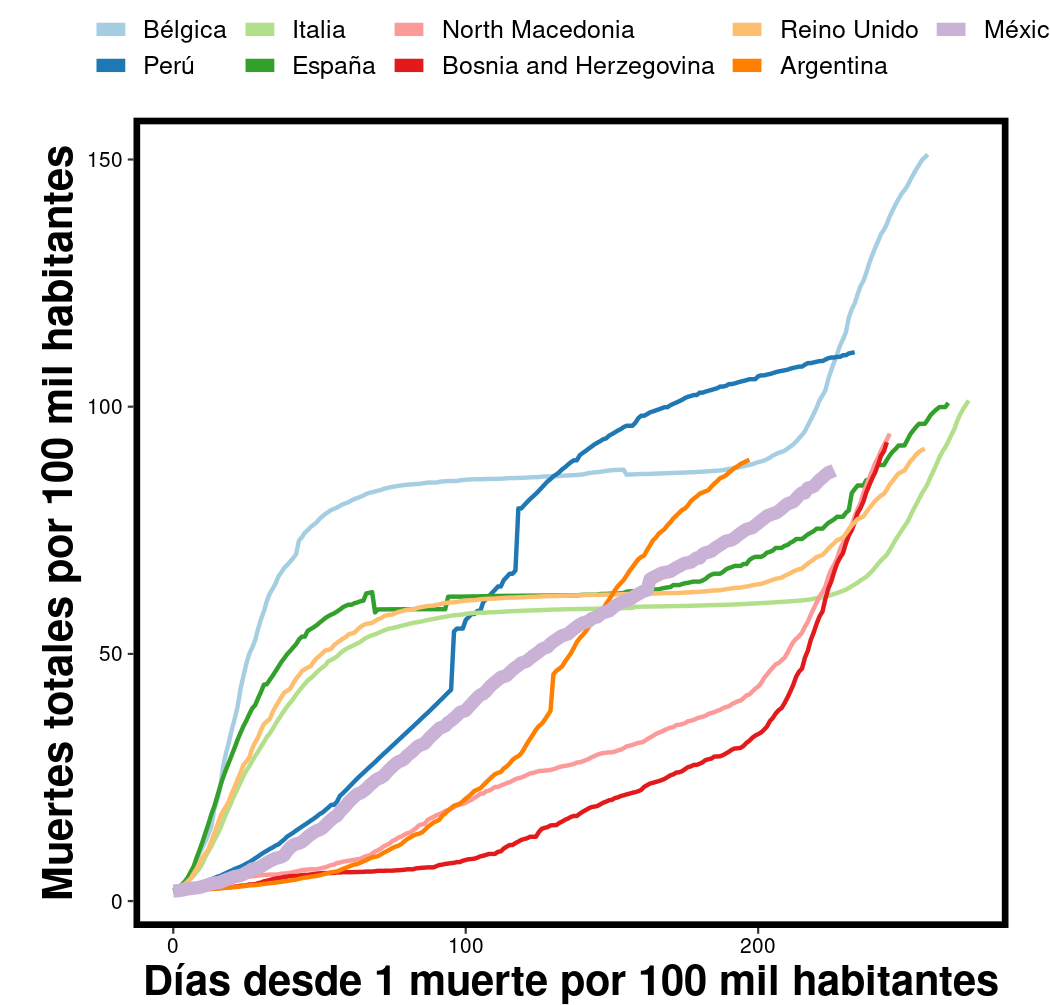 Bélgica Italia North Macedonia Reino Unido Méxic
Perú España Bosnia and Herzegovina Argentina
Muertes totales por 100 mil habitantes
150
100
50
0
0 100 200
Días desde 1 muerte por 100 mil habitantes